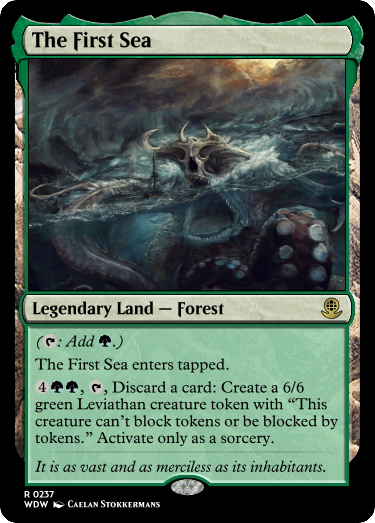 The First Sea
Legendary Land — Forest
(: Add .)
The First Sea enters tapped.
4, , Discard a card: Create a 6/6
green Leviathan creature token with “This
creature can’t block tokens or be blocked by
tokens.” Activate only as a sorcery.
It is as vast and as merciless as its inhabitants.
R 0237
WDW Caelan Stokkermans